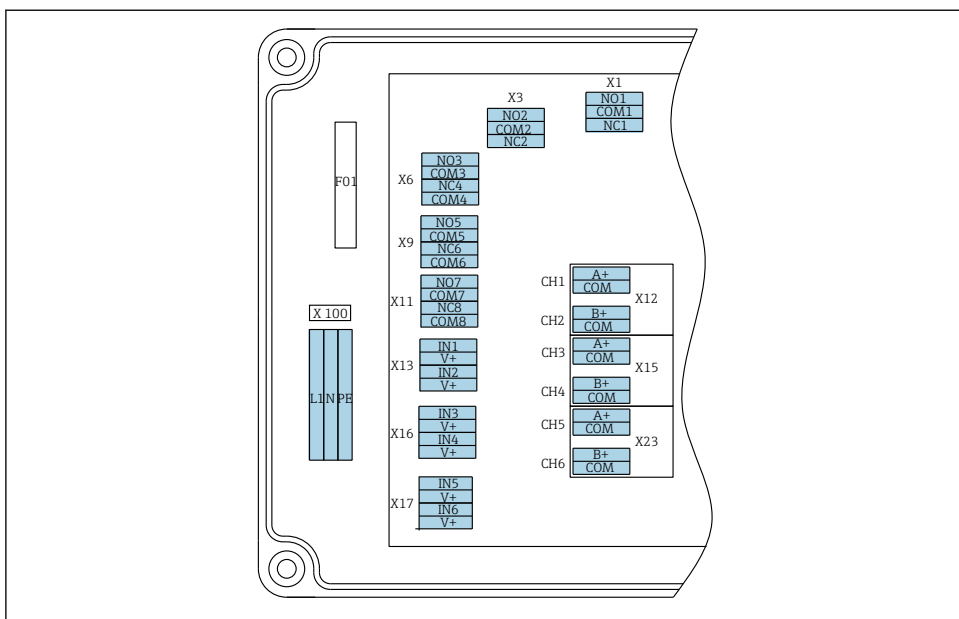 X1
NO1
COM1
NC1
X3
NO2
COM2
NC2
X6
NO3
COM3
NC4
COM4
F01
X9
NO5
COM5
NC6
COM6
X11
NO7
COM7
NC8
COM8
X 100
L1 N PE
X13
IN1
V+
IN2
V+
X16
IN3
V+
IN4
V+
X17
IN5
V+
IN6
V+
CH1
A+
COM
X12
CH2
B+
COM
CH3
A+
COM
X15
CH4
B+
COM
CH5
A+
COM
X23
CH6
B+
COM